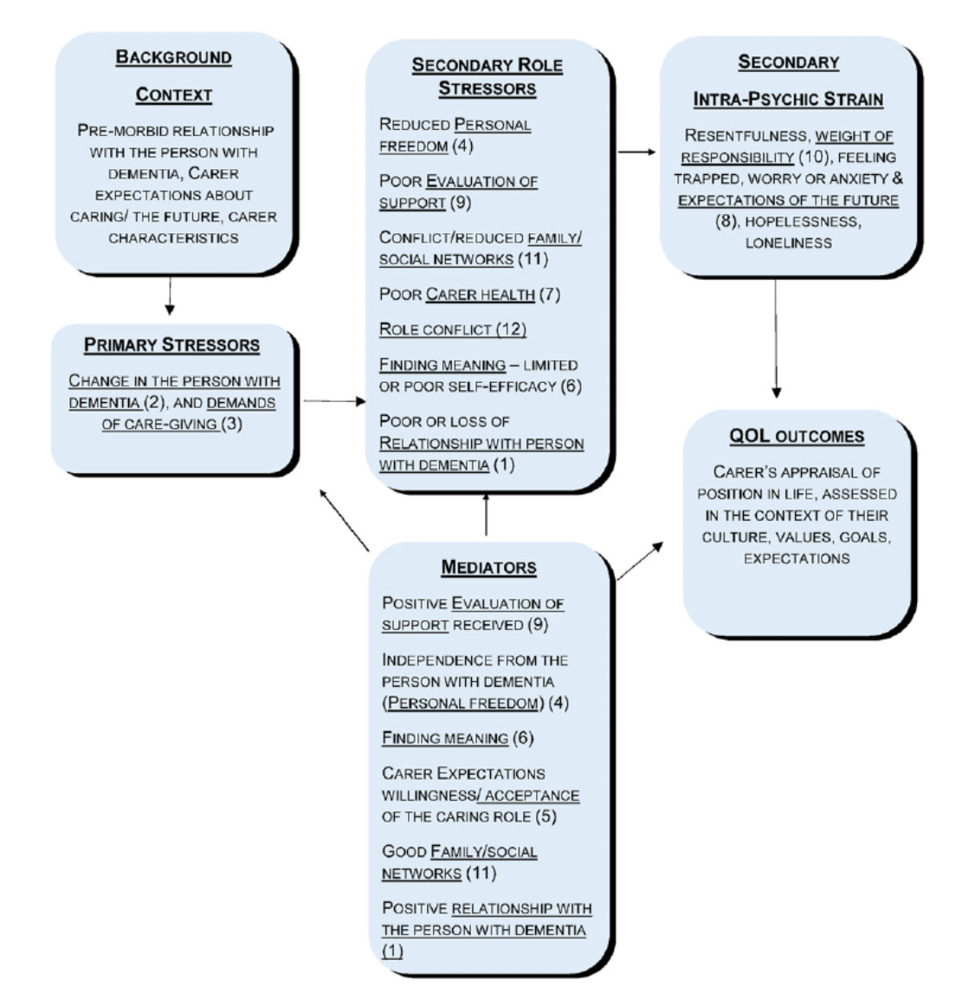 BACKGROUND
CONTEXT
PRE-MORBID RELATIONSHIP
WITH THE PERSON WITH
DEMENTIA, CARER
EXPECTATIONS ABOUT
CARING/ THE FUTURE, CARER
CHARACTERISTICS
PRIMARY STRESSORS
CHANGE IN THE PERSON WITH
DEMENTIA (2), AND DEMANDS
OF CARE-GIVING (3)
SECONDARY ROLE
STRESSORS
REDUCED PERSONAL
FREEDOM (4)
POOR EVALUATION OF
SUPPORT (9)
CONFLICT/REDUCED FAMILY/
SOCIAL NETWORKS (11)
POOR CARER HEALTH (7)
ROLE CONFLICT (12)
FINDING MEANING – LIMITED
OR POOR SELF-EFFICACY (6)
POOR OR LOSS OF
RELATIONSHIP WITH PERSON
WITH DEMENTIA (1)
SECONDARY
INTRA-PSYCHIC STRAIN
RESENTFULNESS, WEIGHT OF
RESPONSIBILITY (10), FEELING
TRAPPED, WORRY OR ANXIETY &
EXPECTATIONS OF THE FUTURE
(8), HOPELESSNESS,
LONELINESS
QOL OUTCOMES
CARER'S APPRAISAL OF
POSITION IN LIFE, ASSESSED
IN THE CONTEXT OF THEIR
CULTURE, VALUES, GOALS,
EXPECTATIONS
MEDIATORS
POSITIVE EVALUATION OF
SUPPORT RECEIVED (9)
INDEPENDENCE FROM THE
PERSON WITH DEMENTIA
(PERSONAL FREEDOM) (4)
FINDING MEANING (6)
CARER EXPECTATIONS
WILLINGNESS/ ACCEPTANCE
OF THE CARING ROLE (5)
GOOD FAMILY/SOCIAL
NETWORKS (11)
POSITIVE RELATIONSHIP WITH
THE PERSON WITH DEMENTIA
(1)